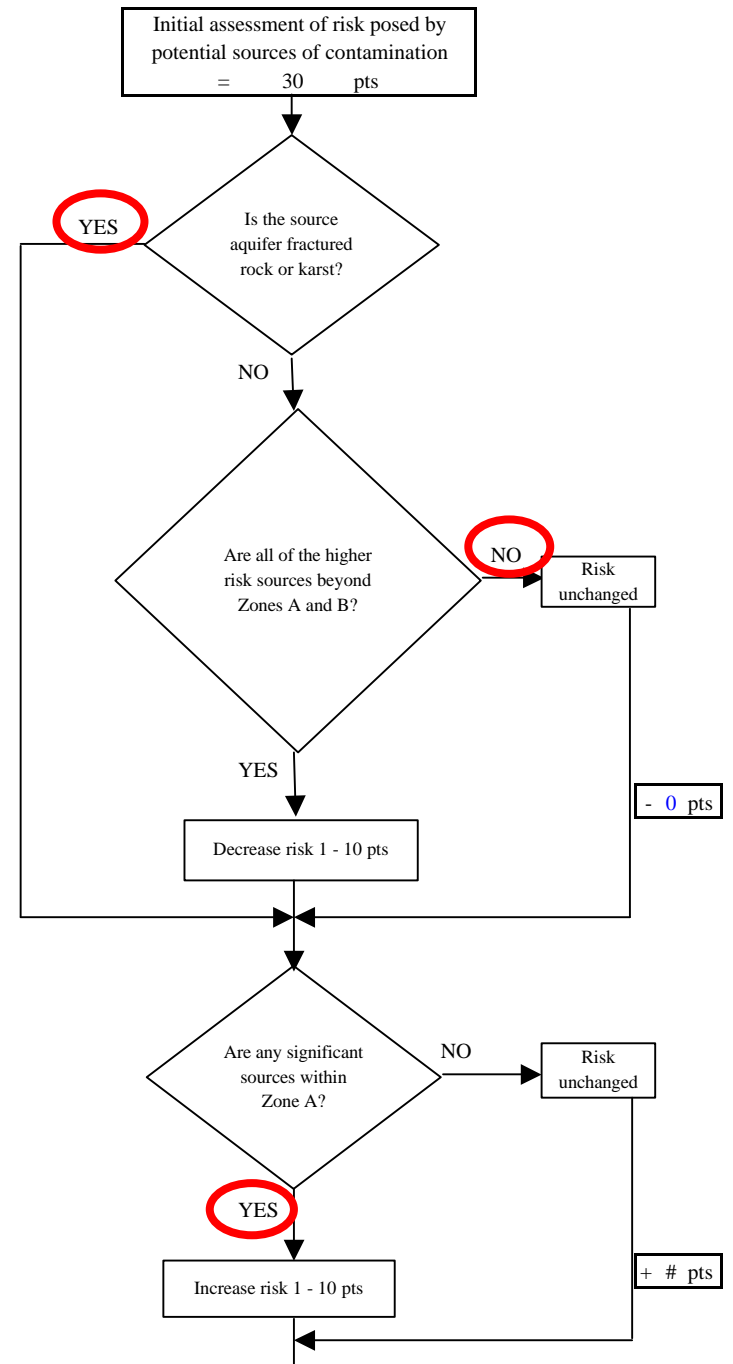 Initial assessment of risk posed by
potential sources of contamination
= 30 pts
YES
Is the source
aquifer fractured
rock or karst?
NO
Are all of the higher
risk sources beyond
Zones A and B?
NO
Risk
unchanged
YES
- 0 pts
Decrease risk 1 - 10 pts
Are any significant
sources within
Zone A?
NO
Risk
unchanged
YES
+ # pts
Increase risk 1 - 10 pts